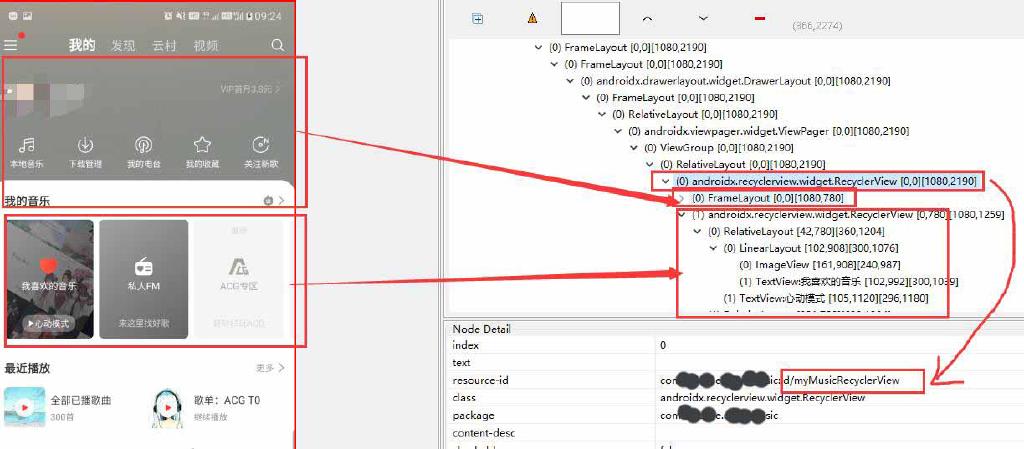 09:24
我的 发现 云村 视频
VIP首月3.8元
本地音乐 下载管理 我的电台 我的收藏 关注新歌
我的音乐
我喜欢的音乐
心动模式
私人FM
来这里找好歌
ACG专区
最近播放 更多
全部已播歌曲
300首
歌单：ACG T0
继续播放
(366,2274)
(0) FrameLayout [0,0][1080,2190]
(0) FrameLayout [0,0][1080,2190]
(0) androidx.drawerlayout.widget.DrawerLayout [0,0][1080,2190]
(0) FrameLayout [0,0][1080,2190]
(0) RelativeLayout [0,0][1080,2190]
(0) androidx.viewpager.widget.ViewPager [0,0][1080,2190]
(0) ViewGroup [0,0][1080,2190]
(0) RelativeLayout [0,0][1080,2190]
(0) androidx.recyclerview.widget.RecyclerView [0,0][1080,2190]
(0) FrameLayout [0,0][1080,780]
(1) androidx.recyclerview.widget.RecyclerView [0,780][1080,1259]
(0) RelativeLayout [42,780][360,1204]
(0) LinearLayout [102,908][300,1076]
(0) ImageView [161,908][240,987]
(1) TextView:我喜欢的音乐 [102,992][300,1039]
(1) TextView:心动模式 [105,1120][296,1180]
Node Detail
index 0
text
resource-id com ad/myMusicRecyclerView
class androidx.recyclerview.widget.RecyclerView
package com e. sic
content-desc